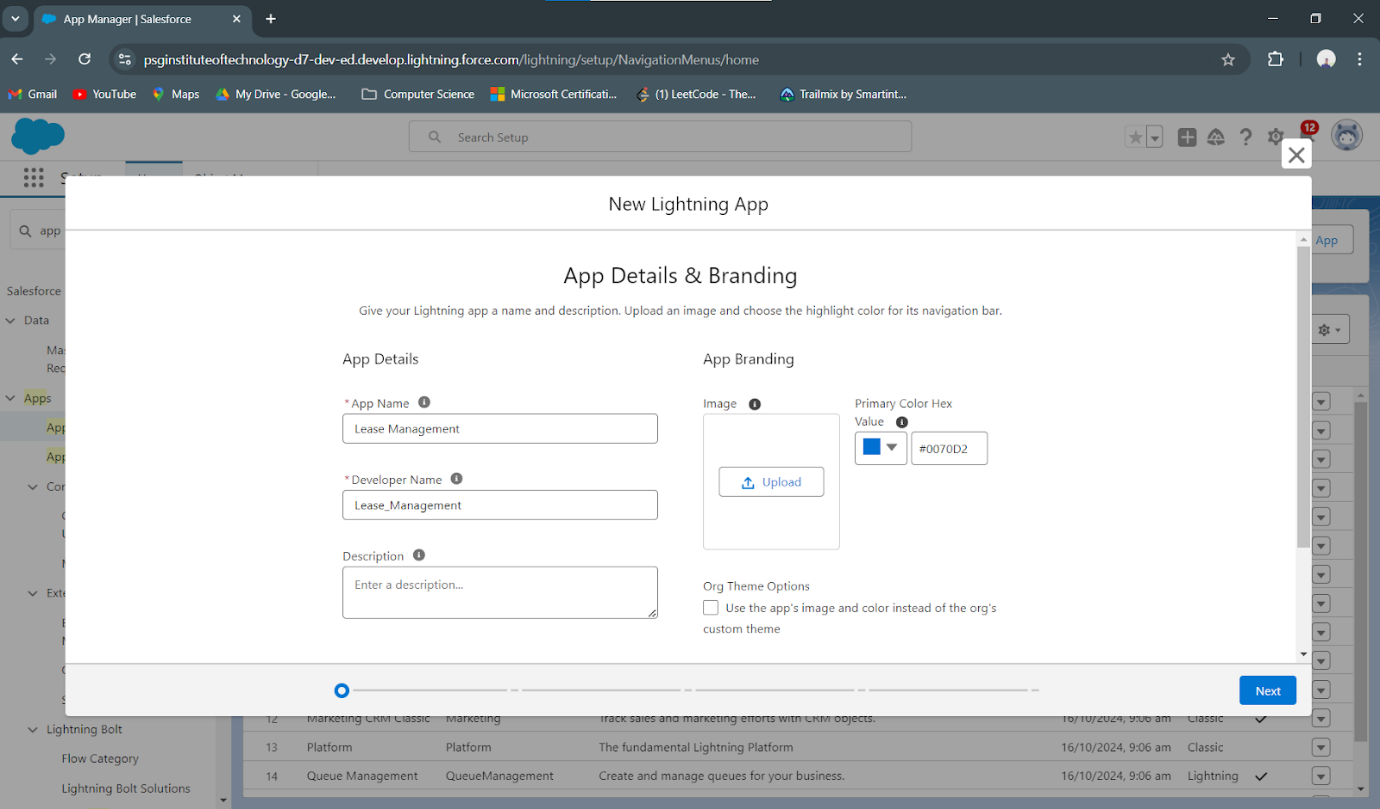 App Manager | Salesforce
psginstituteoftechnology-d7-dev-ed.develop.lightning.force.com/lightning/setup/NavigationMenus/home
Gmail YouTube Maps My Drive - Google... Computer Science Microsoft Certificati... (1) LeetCode - The... Trailmix by Smartint...
Search Setup
12
New Lightning App
app
App
App Details & Branding
Salesforce
Give your Lightning app a name and description. Upload an image and choose the highlight color for its navigation bar.
Data
App Details
App Branding
Apps
* App Name
Image
Primary Color Hex
Value
Lease Management
#0070D2
Upload
* Developer Name
Lease_Management
Description
Enter a description...
Org Theme Options
Use the app's image and color instead of the org's
custom theme
Next
12 Marketing CRM Classic Marketing Track sales and marketing efforts with CRM objects. 16/10/2024, 9:06 am Classic
Lightning Bolt
13 Platform Platform The fundamental Lightning Platform 16/10/2024, 9:06 am Classic
Flow Category
14 Queue Management QueueManagement Create and manage queues for your business. 16/10/2024, 9:06 am Lightning
Lightning Bolt Solutions